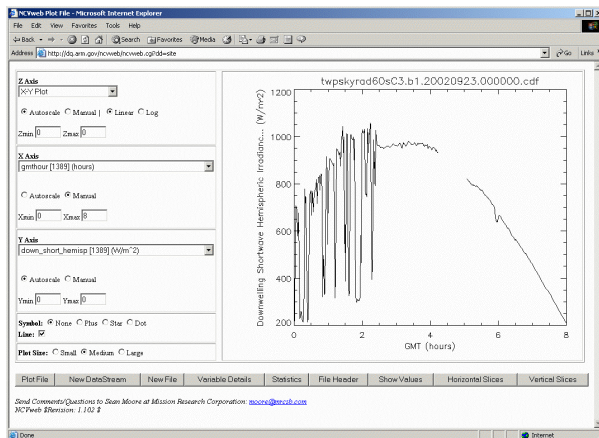 NCVweb Plot File - Microsoft Internet Explorer
File Edit View Favorites Tools Help
Back Search Favorites Media
Address http://dq.arm.gov/ncvweb/ncvweb.cgi?dd=site Go Links
Z Axis
X-Y Plot
Autoscale Manual | Linear Log
Zmin 0 Zmax 0
X Axis
gmthour [1389] (hours)
Autoscale Manual
Xmin 0 Xmax 8
Y Axis
down_short_hemisp [1389] (W/m^2)
Autoscale Manual
Ymin 0 Ymax 0
Symbol: None Plus Star Dot
Line:
Plot Size: Small Medium Large
twpskyrad60sC3.b1.20020923.000000.cdf
Downwelling Shortwave Hemispheric Irradianc... (W/m^2)
1200
1000
800
600
400
200
0 2 4 6 8
GMT (hours)
Plot File New DataStream New File Variable Details Statistics File Header Show Values Horizontal Slices Vertical Slices
Send Comments/Questions to Sean Moore at Mission Research Corporation: moore@mrcsb.com
NCVweb $Revision: 1.102 $
Done Internet